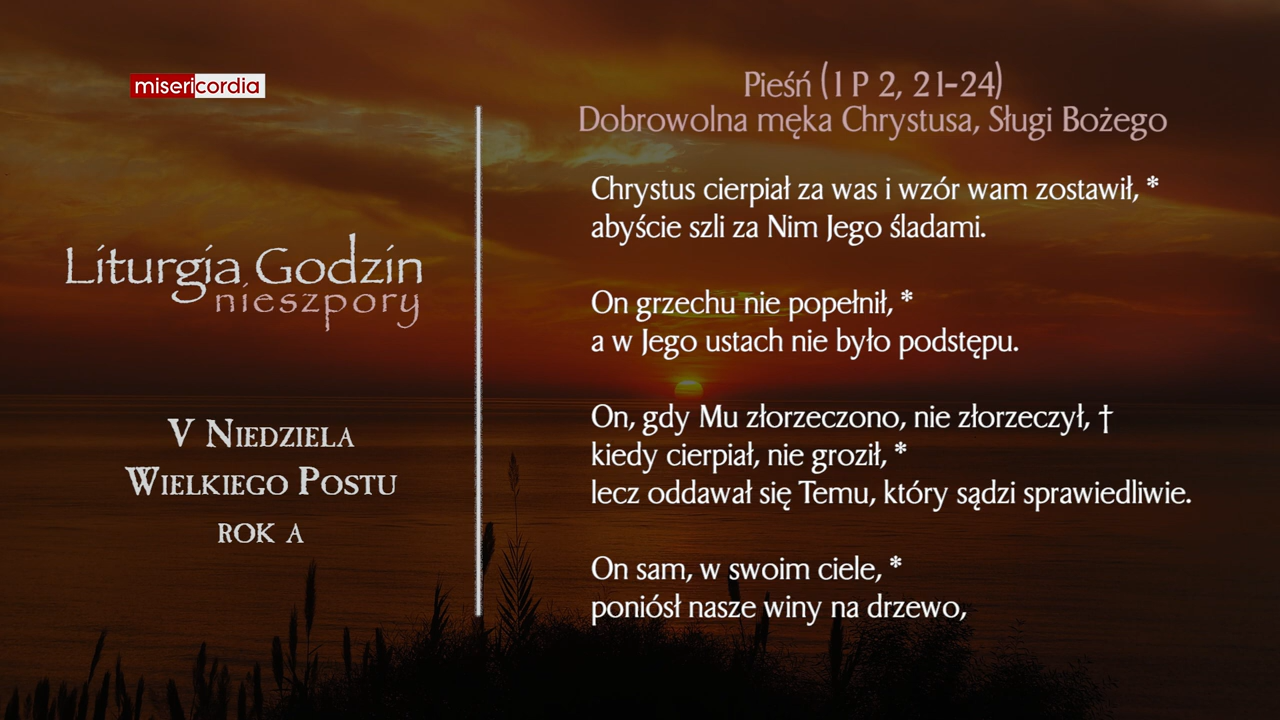 misericordia
Liturgia Godzin
nieszpory
V Niedziela
Wielkiego Postu
rok A
Pieśń (1 P 2, 21-24)
Dobrowolna męka Chrystusa, Sługi Bożego
Chrystus cierpiał za was i wzór wam zostawił, *
abyście szli za Nim Jego śladami.
On grzechu nie popełnił, *
a w Jego ustach nie było podstępu.
On, gdy Mu złorzeczono, nie złorzeczył, †
kiedy cierpiał, nie groził, *
lecz oddawał się Temu, który sądzi sprawiedliwie.
On sam, w swoim ciele, *
poniósł nasze winy na drzewo,